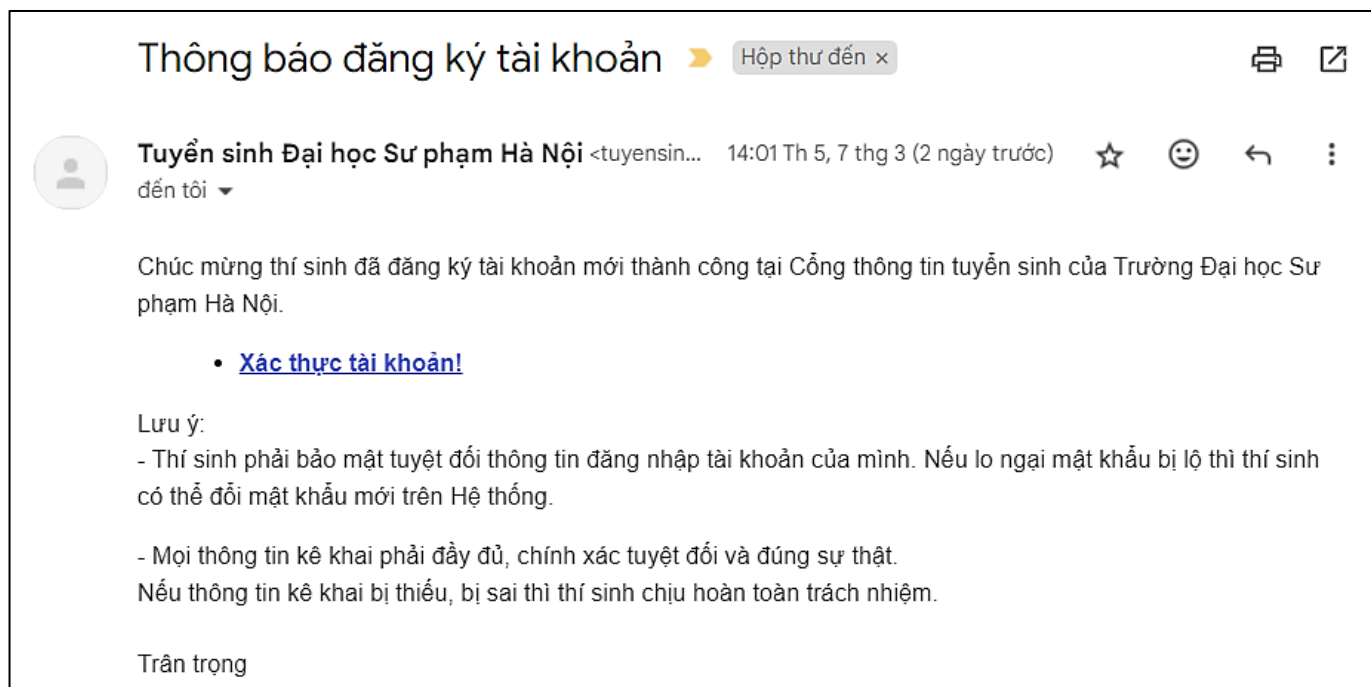 Thông báo đăng ký tài khoản Hộp thư đến ×
Tuyển sinh Đại học Sư phạm Hà Nội <tuyensin... 14:01 Th 5, 7 thg 3 (2 ngày trước)
đến tôi
Chúc mừng thí sinh đã đăng ký tài khoản mới thành công tại Cổng thông tin tuyển sinh của Trường Đại học Sư
phạm Hà Nội.
• Xác thực tài khoản!
Lưu ý:
- Thí sinh phải bảo mật tuyệt đối thông tin đăng nhập tài khoản của mình. Nếu lo ngại mật khẩu bị lộ thì thí sinh
có thể đổi mật khẩu mới trên Hệ thống.
- Mọi thông tin kê khai phải đầy đủ, chính xác tuyệt đối và đúng sự thật.
Nếu thông tin kê khai bị thiếu, bị sai thì thí sinh chịu hoàn toàn trách nhiệm.
Trân trọng